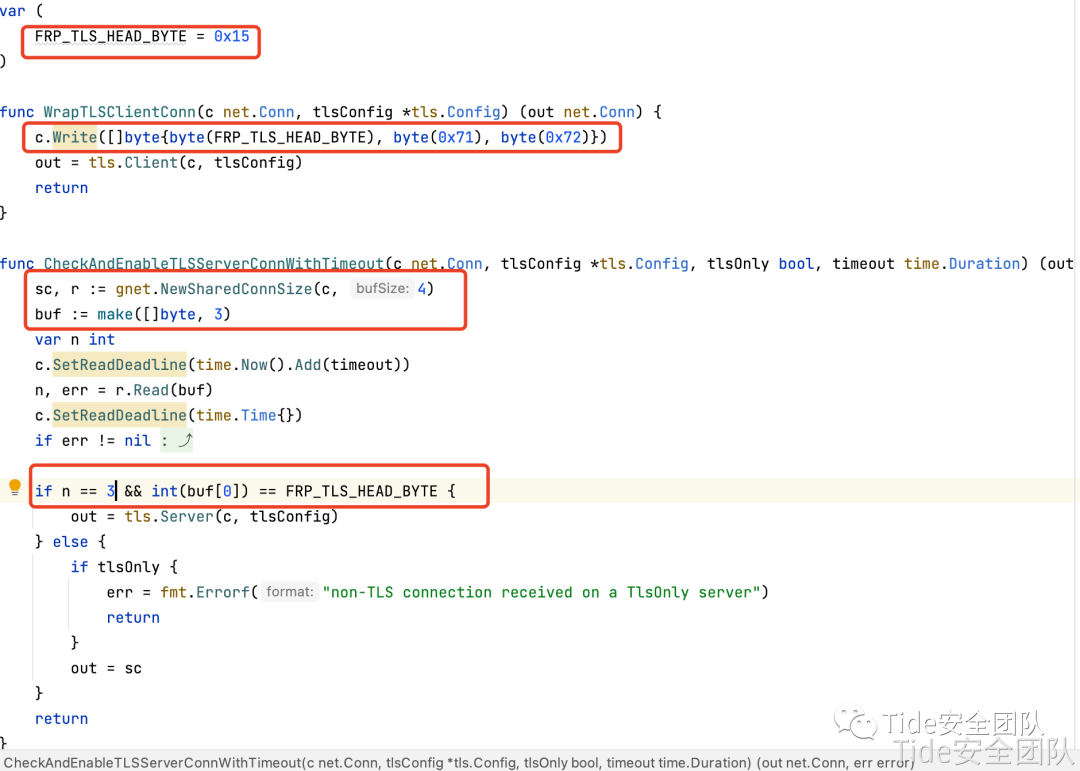 var (
    FRP_TLS_HEAD_BYTE = 0x15
)
func WrapTLSClientConn(c net.Conn, tlsConfig *tls.Config) (out net.Conn) {
    c.Write([]byte{byte(FRP_TLS_HEAD_BYTE), byte(0x71), byte(0x72)})
    out = tls.Client(c, tlsConfig)
    return
}
func CheckAndEnableTLSServerConnWithTimeout(c net.Conn, tlsConfig *tls.Config, tlsOnly bool, timeout time.Duration) (out
    sc, r := gnet.NewSharedConnSize(c, bufSize: 4)
    buf := make([]byte, 3)
    var n int
    c.SetReadDeadline(time.Now().Add(timeout))
    n, err = r.Read(buf)
    c.SetReadDeadline(time.Time{})
    if err != nil :
    if n == 3 && int(buf[0]) == FRP_TLS_HEAD_BYTE {
        out = tls.Server(c, tlsConfig)
    } else {
        if tlsOnly {
            err = fmt.Errorf( format: "non-TLS connection received on a TlsOnly server")
            return
        }
        out = sc
    }
    return
}
Tide安全团队
Tide安全团队
CheckAndEnableTLSServerConnWithTimeout(c net.Conn, tlsConfig *tls.Config, tlsOnly bool, timeout time.Duration) (out net.Conn, err error)